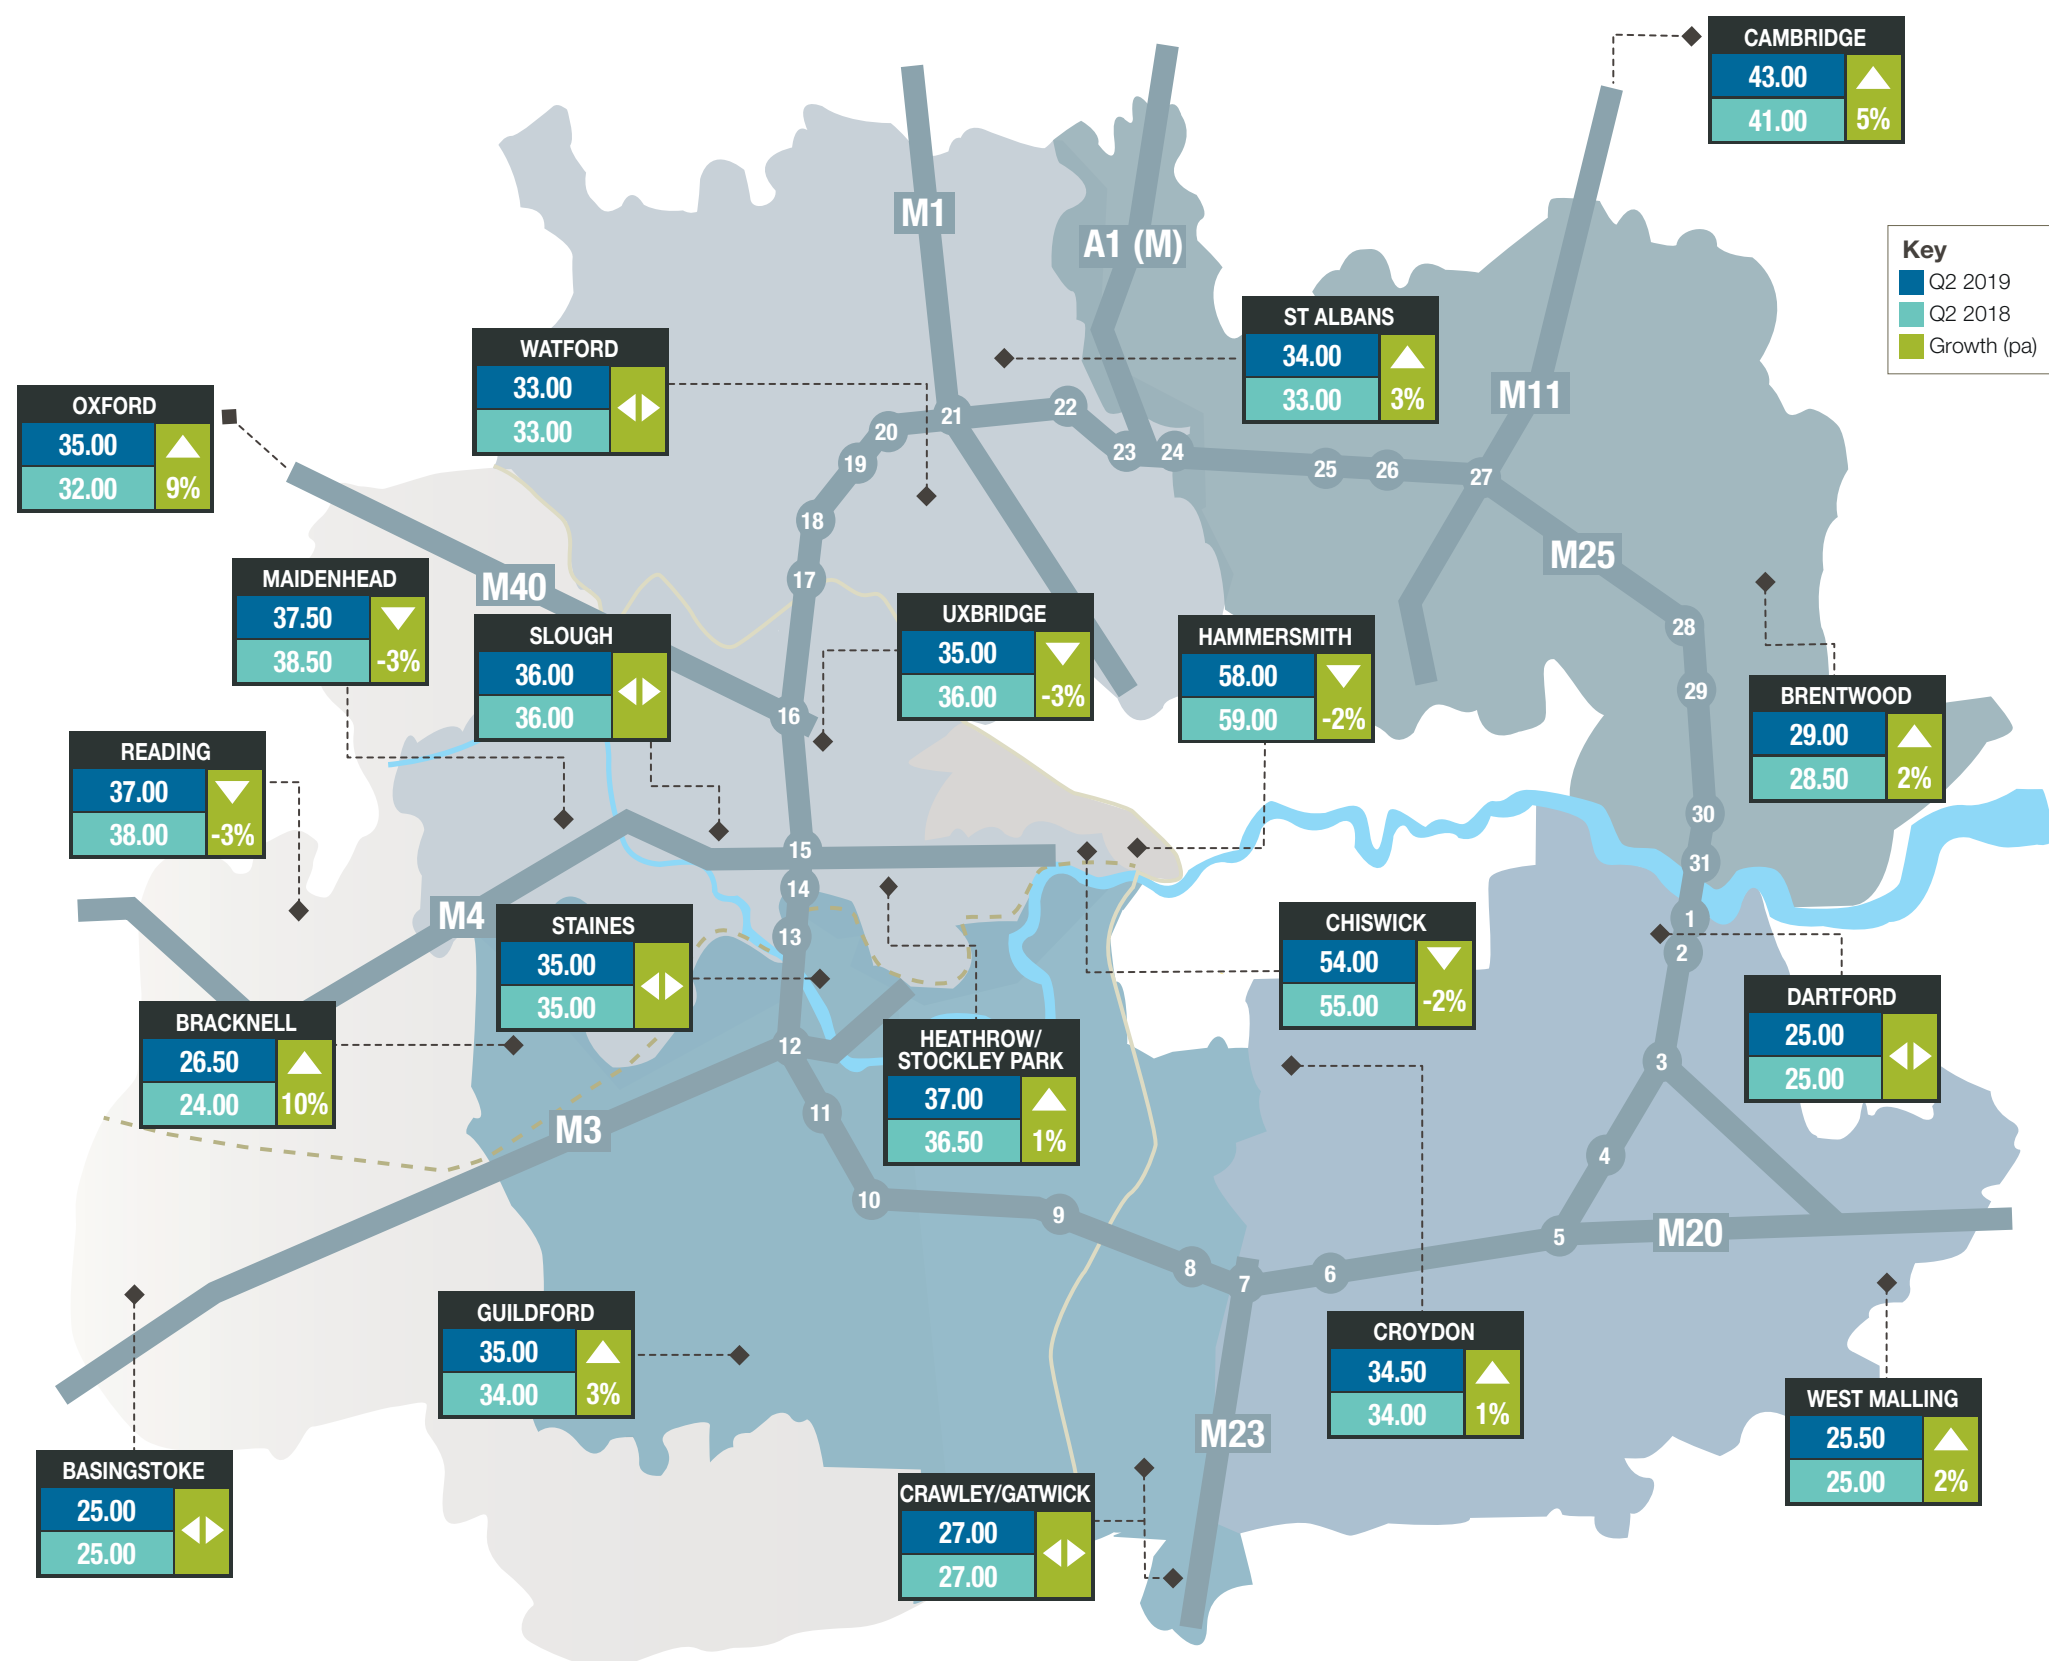 CAMBRIDGE
43.00
41.00
5%
Key
Q2 2019
Q2 2018
Growth (pa)
M1
A1 (M)
M11
M25
M40
M4
M3
M23
M20
ST ALBANS
34.00
33.00
3%
WATFORD
33.00
33.00
OXFORD
35.00
32.00
9%
MAIDENHEAD
37.50
38.50
-3%
SLOUGH
36.00
36.00
UXBRIDGE
35.00
36.00
-3%
HAMMERSMITH
58.00
59.00
-2%
BRENTWOOD
29.00
28.50
2%
READING
37.00
38.00
-3%
STAINES
35.00
35.00
CHISWICK
54.00
55.00
-2%
DARTFORD
25.00
25.00
BRACKNELL
26.50
24.00
10%
HEATHROW/
STOCKLEY PARK
37.00
36.50
1%
GUILDFORD
35.00
34.00
3%
CROYDON
34.50
34.00
1%
WEST MALLING
25.50
25.00
2%
BASINGSTOKE
25.00
25.00
CRAWLEY/GATWICK
27.00
27.00
1
2
3
4
5
6
7
8
9
10
11
12
13
14
15
16
17
18
19
20
21
22
23
24
25
26
27
28
29
30
31